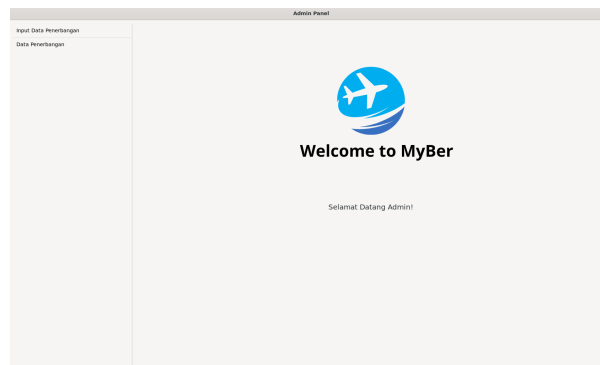 Admin Panel
Input Data Penerbangan
Data Penerbangan
Welcome to MyBer
Selamat Datang Admin!